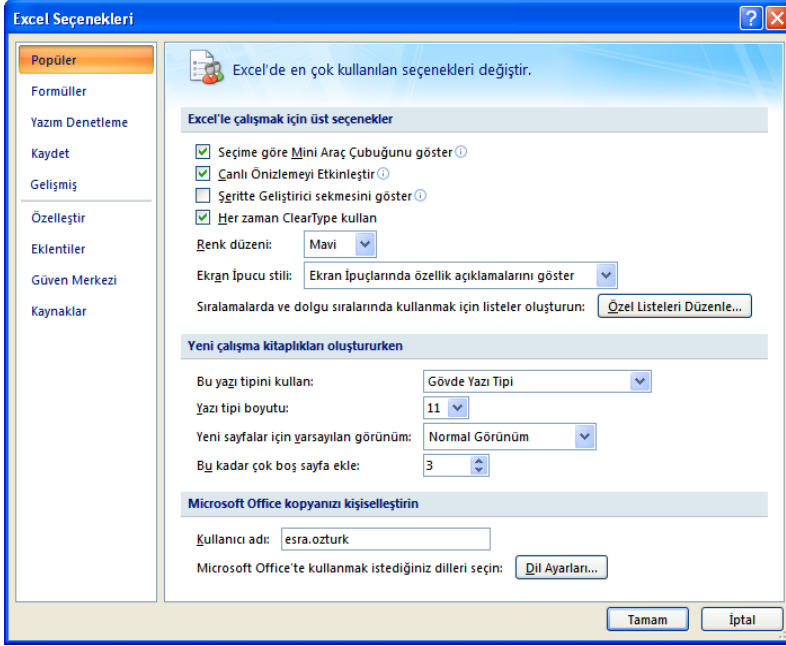 Excel Seçenekleri
Popüler
Formüller
Yazım Denetleme
Kaydet
Gelişmiş
Özelleştir
Eklentiler
Güven Merkezi
Kaynaklar
Excel'de en çok kullanılan seçenekleri değiştir.
Excel'le çalışmak için üst seçenekler
Seçime göre Mini Araç Çubuğunu göster
Canlı Önizlemeyi Etkinleştir
Şeritte Geliştirici sekmesini göster
Her zaman ClearType kullan
Renk düzeni: Mavi
Ekran İpucu stili: Ekran İpuçlarında özellik açıklamalarını göster
Sıralamalarda ve dolgu sıralarında kullanmak için listeler oluşturun: Özel Listeleri Düzenle...
Yeni çalışma kitaplıkları oluştururken
Bu yazı tipini kullan: Gövde Yazı Tipi
Yazı tipi boyutu: 11
Yeni sayfalar için varsayılan görünüm: Normal Görünüm
Bu kadar çok boş sayfa ekle: 3
Microsoft Office kopyanızı kişiselleştirin
Kullanıcı adı: esra.ozturk
Microsoft Office'te kullanmak istediğiniz dilleri seçin: Dil Ayarları...
Tamam İptal